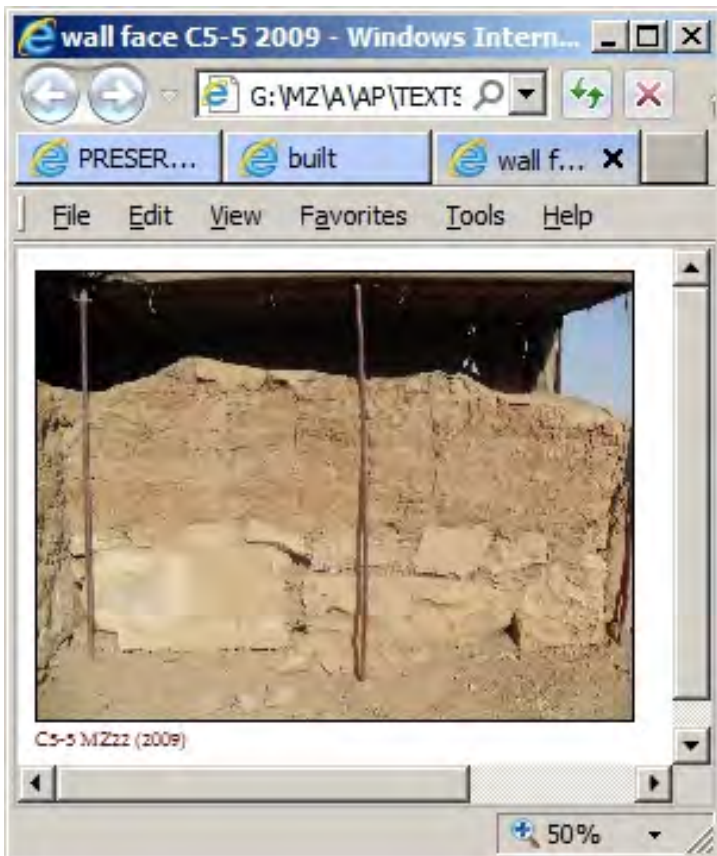 wall face C5-5 2009 - Windows Intern...
G:\MZ\A\AP\TEXTS
PRESER... built wall f...
File Edit View Favorites Tools Help
C5-5 MZ22 (2009)
50%